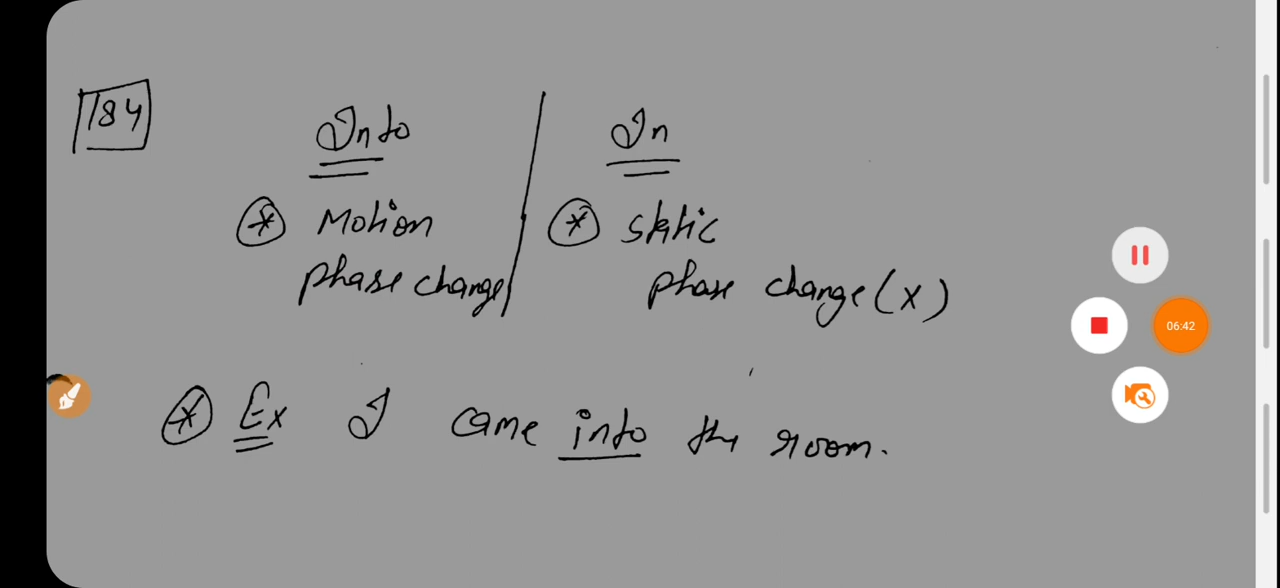 184
Into In
Motion Static
phase change phase change (x)
Ex I came into the room.
06:42